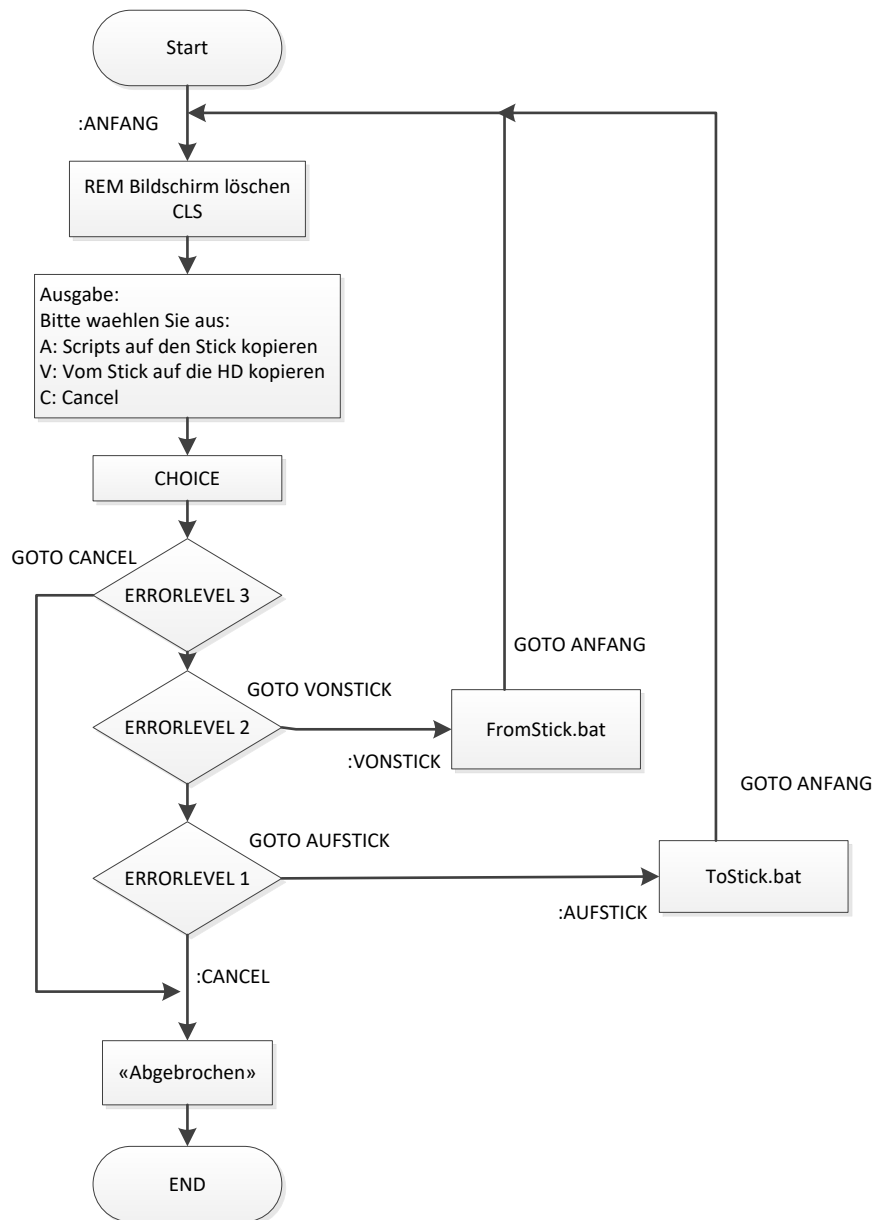 Start
:ANFANG
REM Bildschirm löschen
CLS
Ausgabe:
Bitte waehlen Sie aus:
A: Scripts auf den Stick kopieren
V: Vom Stick auf die HD kopieren
C: Cancel
CHOICE
GOTO CANCEL
ERRORLEVEL 3
GOTO ANFANG
GOTO VONSTICK
ERRORLEVEL 2
FromStick.bat
:VONSTICK
GOTO ANFANG
GOTO AUFSTICK
ERRORLEVEL 1
ToStick.bat
:AUFSTICK
:CANCEL
«Abgebrochen»
END